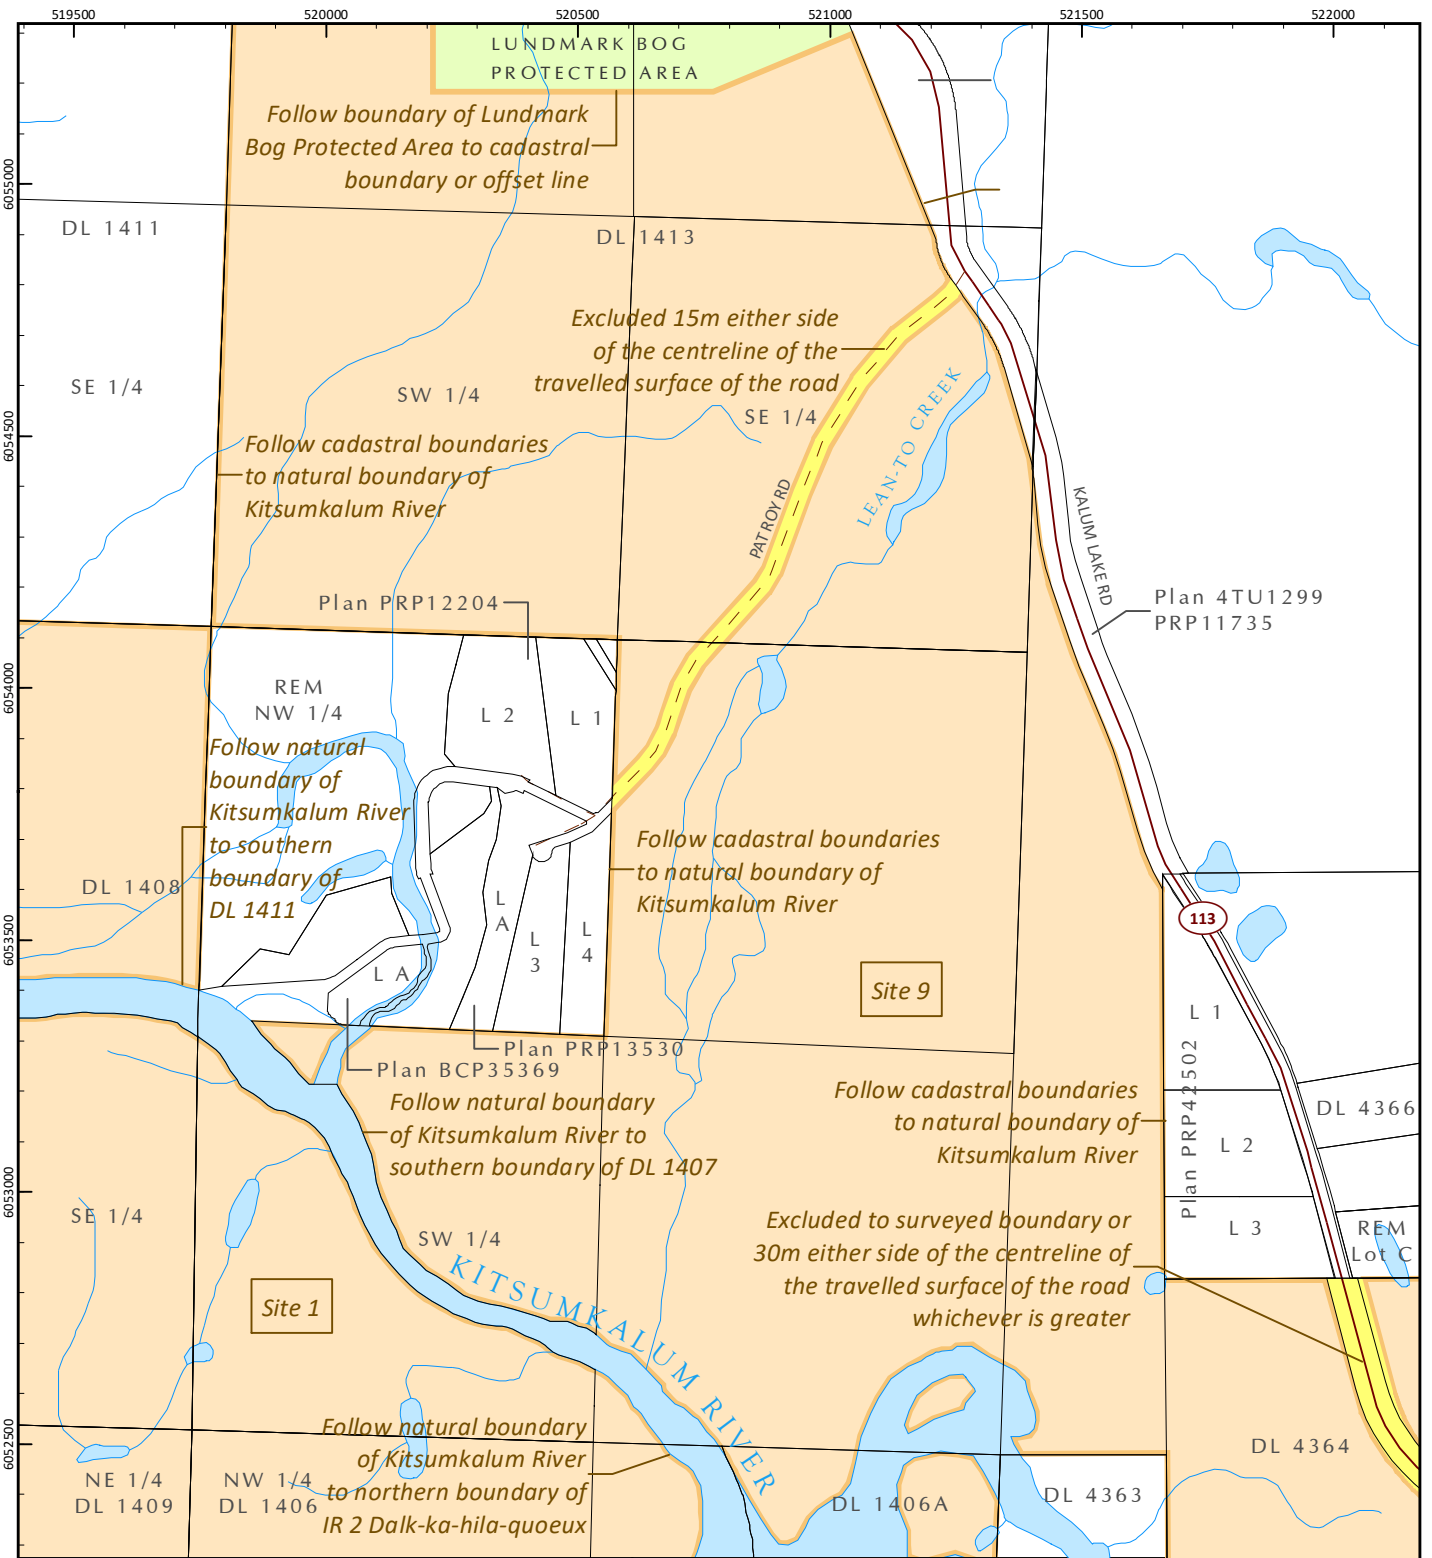 519500
520000
520500
521000
521500
522000
6055000
6054500
6054000
6053500
6053000
6052500
LUNDMARK BOG
PROTECTED AREA
Follow boundary of Lundmark
Bog Protected Area to cadastral
boundary or offset line
DL 1411
DL 1413
Excluded 15m either side
of the centreline of the
travelled surface of the road
SE 1/4
SW 1/4
SE 1/4
LEAN-TO CREEK
Follow cadastral boundaries
to natural boundary of
Kitsumkalum River
PAT ROY RD
KALUM LAKE RD
Plan 4TU1299
PRP11735
Plan PRP12204
REM
NW 1/4
L 2
L 1
Follow natural
boundary of
Kitsumkalum River
to southern
boundary of
DL 1411
DL 1408
Follow cadastral boundaries
to natural boundary of
Kitsumkalum River
L
A
L
3
L
4
L A
113
Site 9
L 1
Plan PRP13530
Plan BCP35369
Follow natural boundary
of Kitsumkalum River to
southern boundary of DL 1407
Follow cadastral boundaries
to natural boundary of
Kitsumkalum River
Plan PRP42502
DL 4366
L 2
L 3
REM
Lot C
SE 1/4
SW 1/4
Excluded to surveyed boundary or
30m either side of the centreline of
the travelled surface of the road
whichever is greater
KITSUMKALUM RIVER
Site 1
Follow natural boundary
of Kitsumkalum River
to northern boundary of
IR 2 Dalk-ka-hila-quoeux
NE 1/4
DL 1409
NW 1/4
DL 1406
DL 1406A
DL 4363
DL 4364